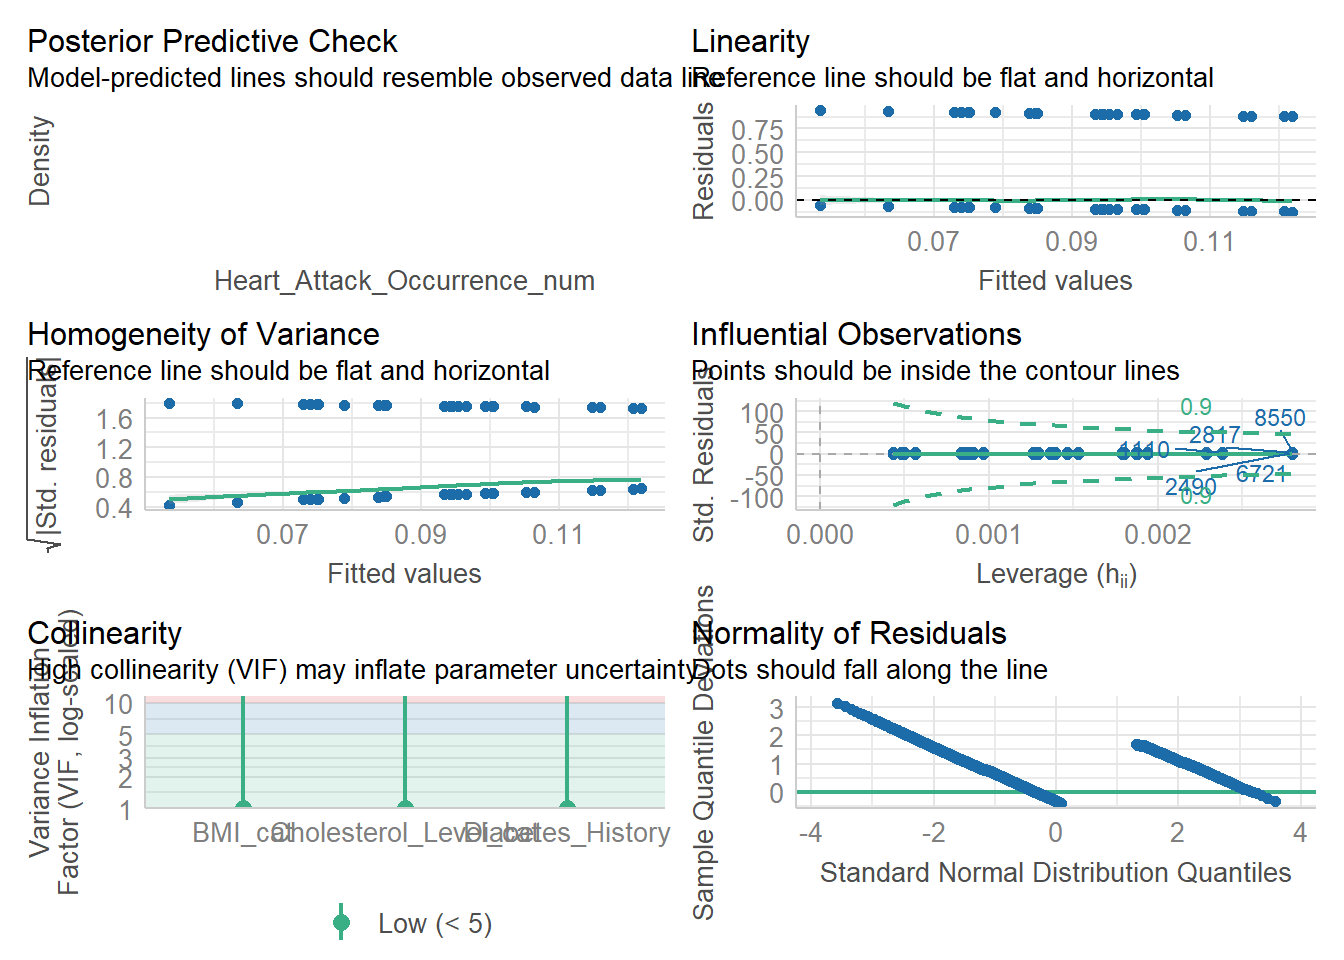 Posterior Predictive Check
Model-predicted lines should resemble observed data line
Density
Heart_Attack_Occurrence_num
Linearity
Reference line should be flat and horizontal
Residuals
0.75
0.50
0.25
0.00
0.07 0.09 0.11
Fitted values
Homogeneity of Variance
Reference line should be flat and horizontal
√|Std. residuals|
1.6
1.2
0.8
0.4
0.07 0.09 0.11
Fitted values
Influential Observations
Points should be inside the contour lines
Std. Residuals
100
50
0
-50
-100
0.9
8550
2817
1110
6721
2490
0.9
0.000 0.001 0.002
Leverage (hii)
Collinearity
High collinearity (VIF) may inflate parameter uncertainty
Variance Inflation
Factor (VIF, log-scaled)
10
5
3
2
1
BMI_cat Cholesterol_Level_cat Diabetes_History
Low (< 5)
Normality of Residuals
Dots should fall along the line
Sample Quantile Deviations
3
2
1
0
-4 -2 0 2 4
Standard Normal Distribution Quantiles